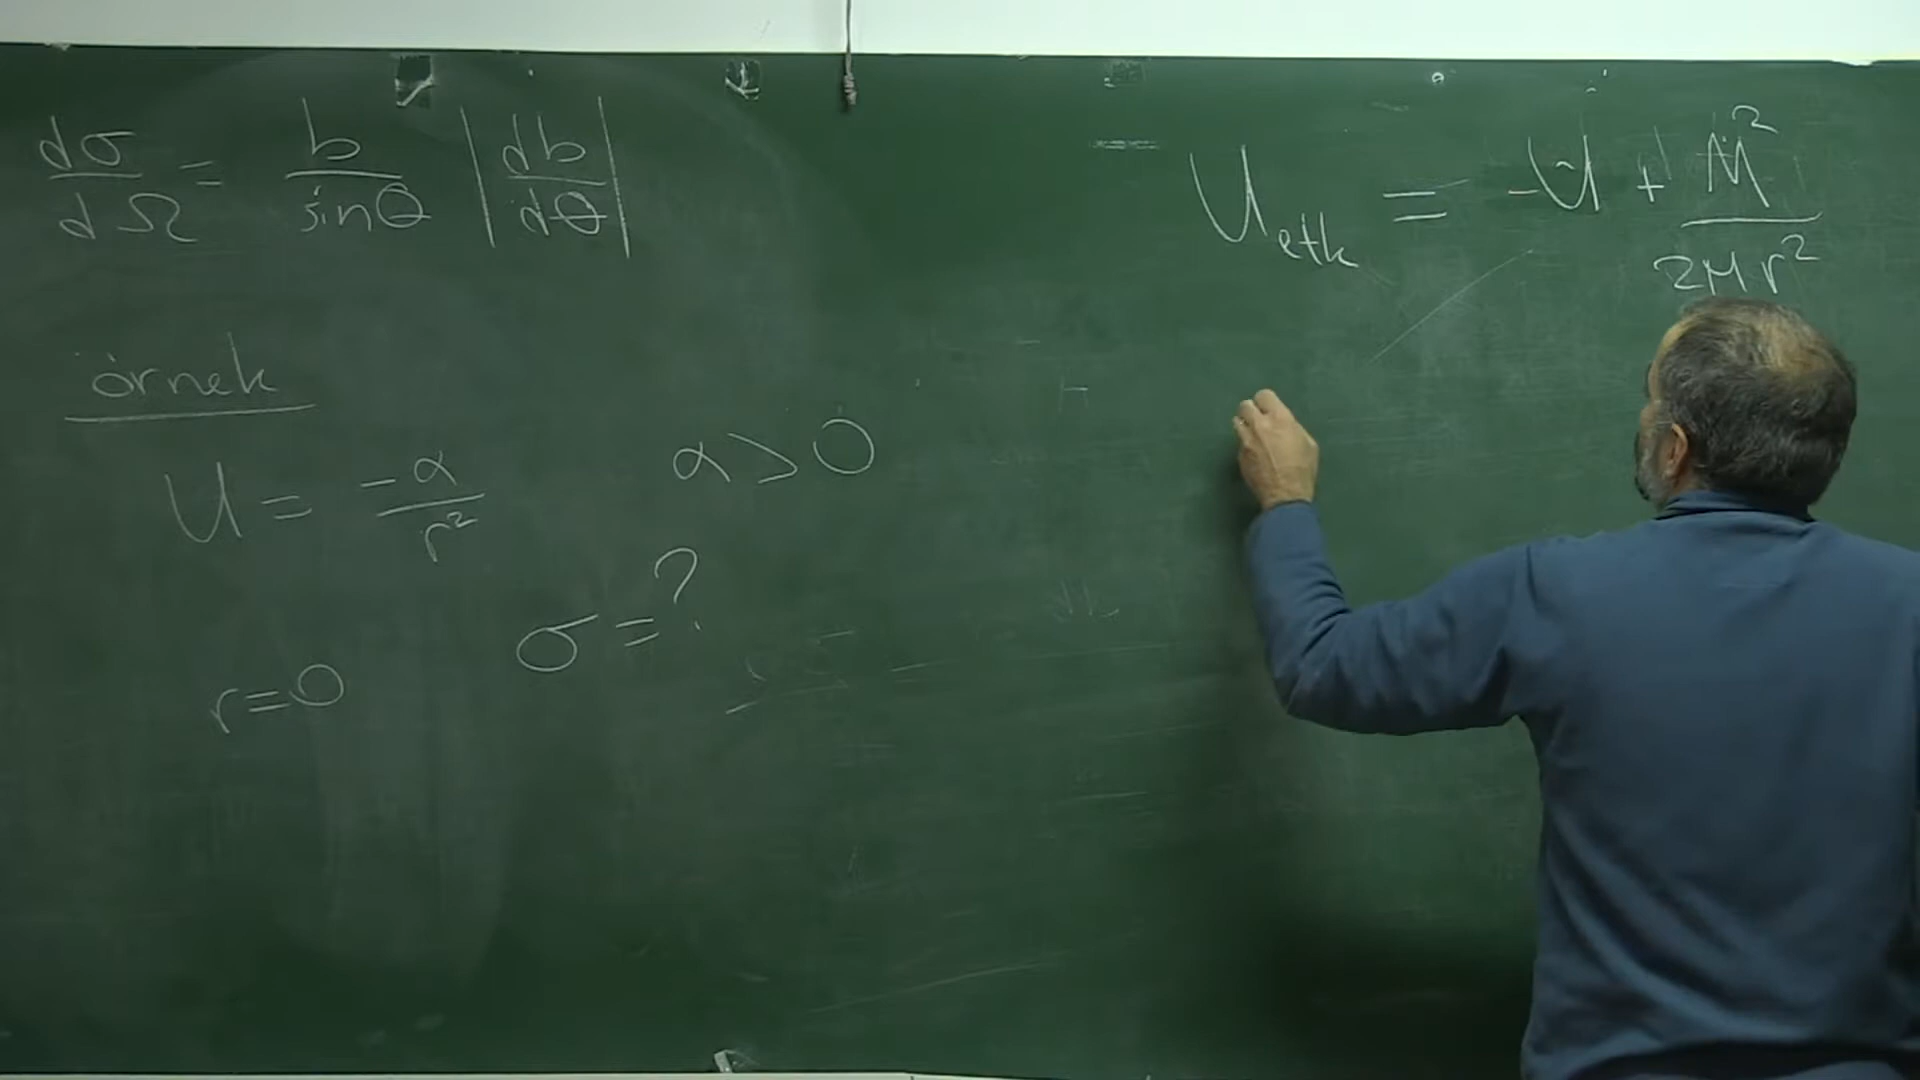 dσ/dΩ = b/sinθ |db/dθ|
örnek
U = -α/r² α > 0
σ = ?
r = 0
U_etk = -U + M²/2μr²